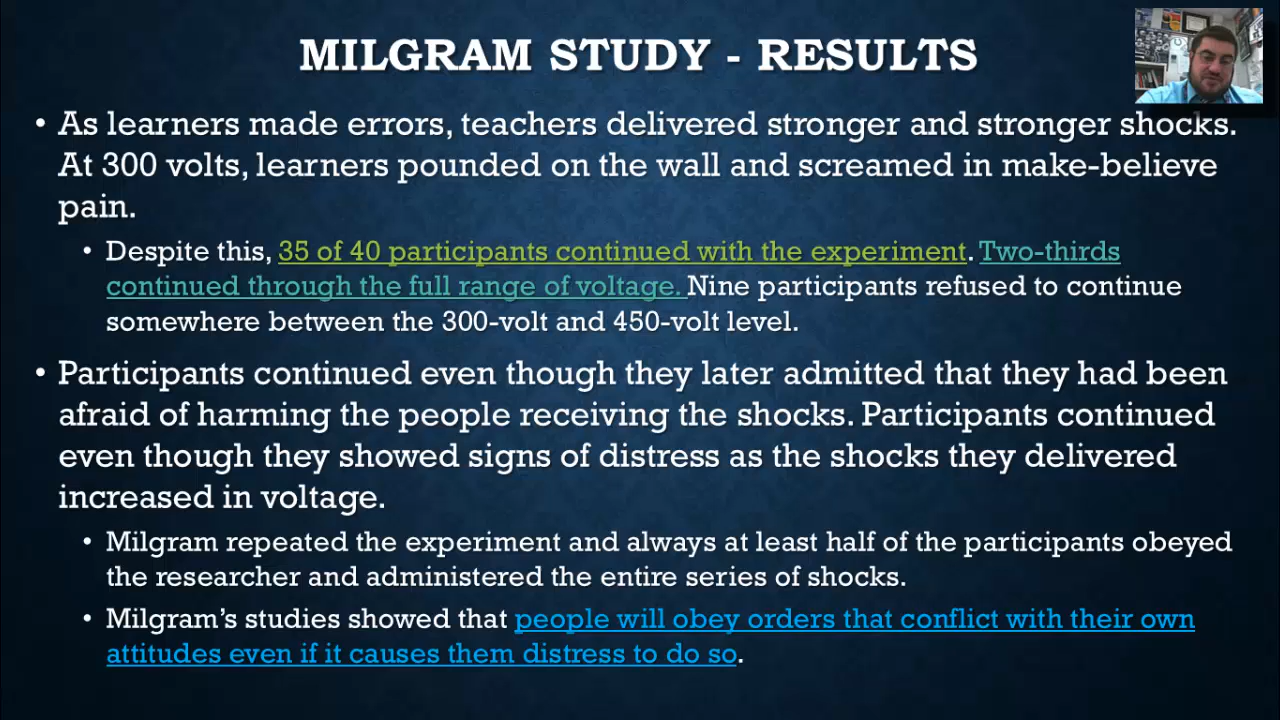 MILGRAM STUDY - RESULTS
• As learners made errors, teachers delivered stronger and stronger shocks.
At 300 volts, learners pounded on the wall and screamed in make-believe
pain.
• Despite this, 35 of 40 participants continued with the experiment. Two-thirds
continued through the full range of voltage. Nine participants refused to continue
somewhere between the 300-volt and 450-volt level.
• Participants continued even though they later admitted that they had been
afraid of harming the people receiving the shocks. Participants continued
even though they showed signs of distress as the shocks they delivered
increased in voltage.
• Milgram repeated the experiment and always at least half of the participants obeyed
the researcher and administered the entire series of shocks.
• Milgram’s studies showed that people will obey orders that conflict with their own
attitudes even if it causes them distress to do so.